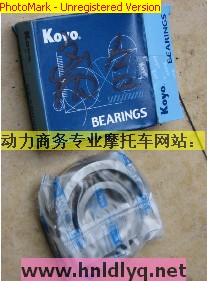 PhotoMark - Unregistered Version
Koyo
BEARINGS
BEARINGS
动力商务专业摩托车网站：
www.hnldlyq.net